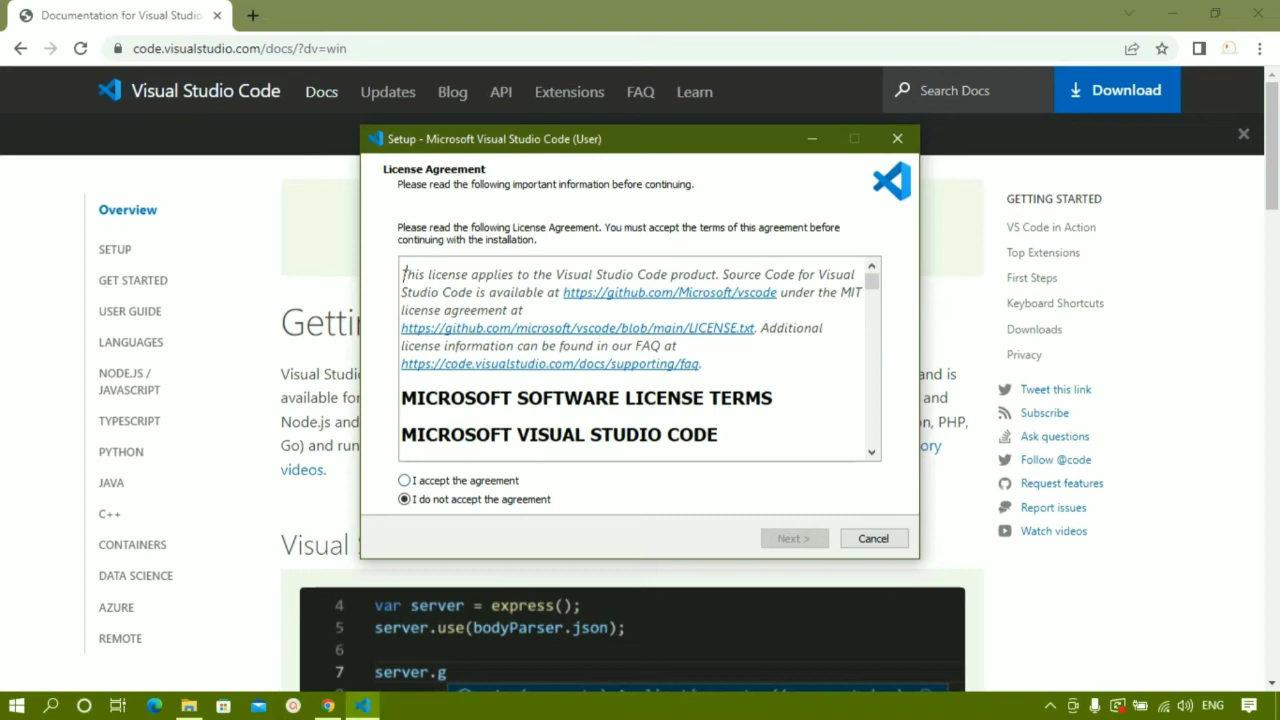 Documentation for Visual Studio
code.visualstudio.com/docs/?dv=win
Visual Studio Code
Docs
Updates
Blog
API
Extensions
FAQ
Learn
Search Docs
Download
Setup - Microsoft Visual Studio Code (User)
License Agreement
Please read the following important information before continuing.
Please read the following License Agreement. You must accept the terms of this agreement before
continuing with the installation.
This license applies to the Visual Studio Code product. Source Code for Visual
Studio Code is available at https://github.com/Microsoft/vscode under the MIT
license agreement at
https://github.com/microsoft/vscode/blob/main/LICENSE.txt. Additional
license information can be found in our FAQ at
https://code.visualstudio.com/docs/supporting/faq.
MICROSOFT SOFTWARE LICENSE TERMS
MICROSOFT VISUAL STUDIO CODE
I accept the agreement
I do not accept the agreement
Next >
Cancel
Overview
SETUP
GET STARTED
USER GUIDE
LANGUAGES
NODE.JS /
JAVASCRIPT
TYPESCRIPT
PYTHON
JAVA
C++
CONTAINERS
DATA SCIENCE
AZURE
REMOTE
Getti
Visual Studi
and is
available for
and
Node.js and
n, PHP,
Go) and run
ory
videos.
Visual
4 var server = express();
5 server.use(bodyParser.json);
6
7 server.g
GETTING STARTED
VS Code in Action
Top Extensions
First Steps
Keyboard Shortcuts
Downloads
Privacy
Tweet this link
Subscribe
Ask questions
Follow @code
Request features
Report issues
Watch videos
ENG